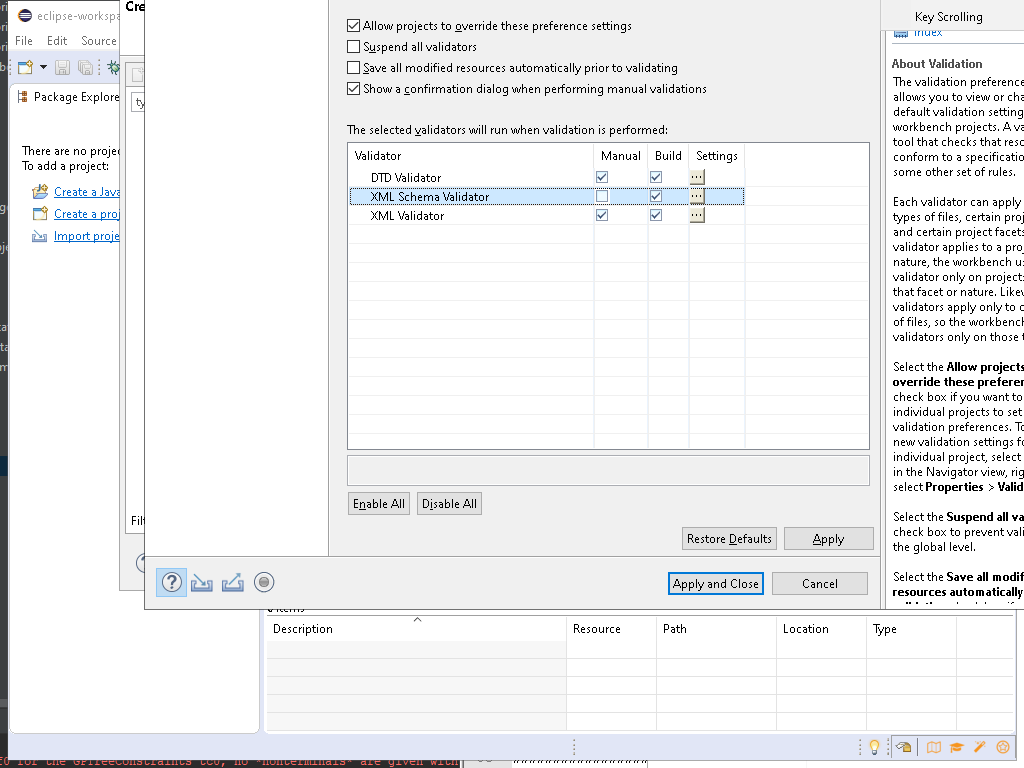 Cre
Key Scrolling
eclipse-workspa
File Edit Source
Package Explore
There are no proje
To add a project:
Create a Java
Create a proj
Import proje
ty
Filt
Allow projects to override these preference settings
Suspend all validators
Save all modified resources automatically prior to validating
Show a confirmation dialog when performing manual validations
The selected validators will run when validation is performed:
Validator Manual Build Settings
DTD Validator ...
XML Schema Validator ...
XML Validator ...
Enable All Disable All
Restore Defaults Apply
Apply and Close Cancel
Index
About Validation
The validation preference
allows you to view or cha
default validation setting
workbench projects. A va
tool that checks that reso
conform to a specificatio
some other set of rules.
Each validator can apply
types of files, certain proj
and certain project facets
validator applies to a proj
nature, the workbench us
validator only on projects
that facet or nature. Likew
validators apply only to c
of files, so the workbench
validators only on those t
Select the Allow projects
override these preferen
check box if you want to
individual projects to set
validation preferences. To
new validation settings fo
individual project, select
in the Navigator view, rig
select Properties > Valid
Select the Suspend all va
check box to prevent vali
the global level.
Select the Save all modif
resources automatically
Items
Description Resource Path Location Type
d for the GPTreeConstraints tc0, no *nonterminals* are given with